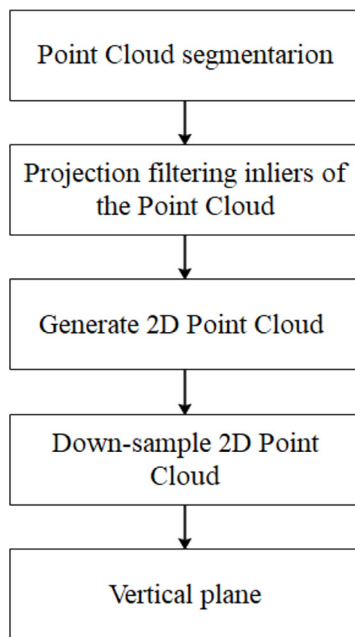 Point Cloud segmentarion
Projection filtering inliers of
the Point Cloud
Generate 2D Point Cloud
Down-sample 2D Point
Cloud
Vertical plane